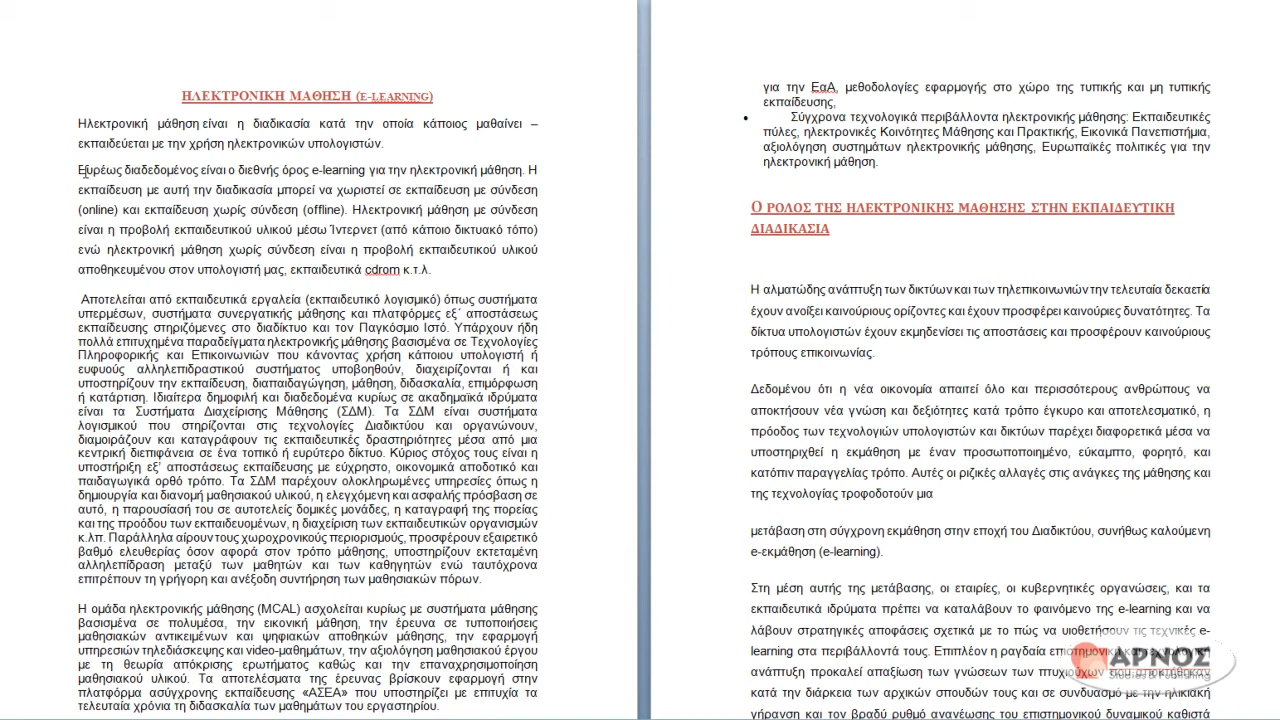 ΗΛΕΚΤΡΟΝΙΚΗ ΜΑΘΗΣΗ (E-LEARNING)
Ηλεκτρονική μάθηση είναι η διαδικασία κατά την οποία κάποιος μαθαίνει –
εκπαιδεύεται με την χρήση ηλεκτρονικών υπολογιστών.
Ευρέως διαδεδομένος είναι ο διεθνής όρος e-learning για την ηλεκτρονική μάθηση. Η
εκπαίδευση με αυτή την διαδικασία μπορεί να χωριστεί σε εκπαίδευση με σύνδεση
(online) και εκπαίδευση χωρίς σύνδεση (offline). Ηλεκτρονική μάθηση με σύνδεση
είναι η προβολή εκπαιδευτικού υλικού μέσω Ίντερνετ (από κάποιο δικτυακό τόπο)
ενώ ηλεκτρονική μάθηση χωρίς σύνδεση είναι η προβολή εκπαιδευτικού υλικού
αποθηκευμένου στον υπολογιστή μας, εκπαιδευτικά cdrom κ.τ.λ.
Αποτελείται από εκπαιδευτικά εργαλεία (εκπαιδευτικό λογισμικό) όπως συστήματα
υπερμέσων, συστήματα συνεργατικής μάθησης και πλατφόρμες εξ΄ αποστάσεως
εκπαίδευσης στηριζόμενες στο διαδίκτυο και τον Παγκόσμιο Ιστό. Υπάρχουν ήδη
πολλά επιτυχημένα παραδείγματα ηλεκτρονικής μάθησης βασισμένα σε Τεχνολογίες
Πληροφορικής και Επικοινωνιών που κάνοντας χρήση κάποιου υπολογιστή ή
ευφυούς αλληλεπιδραστικού συστήματος υποβοηθούν, διαχειρίζονται ή και
υποστηρίζουν την εκπαίδευση, διαπαιδαγώγηση, μάθηση, διδασκαλία, επιμόρφωση
ή κατάρτιση. Ιδιαίτερα δημοφιλή και διαδεδομένα κυρίως σε ακαδημαϊκά ιδρύματα
είναι τα Συστήματα Διαχείρισης Μάθησης (ΣΔΜ). Τα ΣΔΜ είναι συστήματα
λογισμικού που στηρίζονται στις τεχνολογίες Διαδικτύου και οργανώνουν,
διαμοιράζουν και καταγράφουν τις εκπαιδευτικές δραστηριότητες μέσα από μια
κεντρική διεπιφάνεια σε ένα τοπικό ή ευρύτερο δίκτυο. Κύριος στόχος τους είναι η
υποστήριξη εξ’ αποστάσεως εκπαίδευσης με εύχρηστο, οικονομικά αποδοτικό και
παιδαγωγικά ορθό τρόπο. Τα ΣΔΜ παρέχουν ολοκληρωμένες υπηρεσίες όπως η
δημιουργία και διανομή μαθησιακού υλικού, η ελεγχόμενη και ασφαλής πρόσβαση σε
αυτό, η παρουσίασή του σε αυτοτελείς δομικές μονάδες, η καταγραφή της πορείας
και της προόδου των εκπαιδευομένων, η διαχείριση των εκπαιδευτικών οργανισμών
κ.λπ. Παράλληλα αίρουν τους χωροχρονικούς περιορισμούς, προσφέρουν εξαιρετικό
βαθμό ελευθερίας όσον αφορά στον τρόπο μάθησης, υποστηρίζουν εκτεταμένη
αλληλεπίδραση μεταξύ των μαθητών και των καθηγητών ενώ ταυτόχρονα
επιτρέπουν τη γρήγορη και ανέξοδη συντήρηση των μαθησιακών πόρων.
Η ομάδα ηλεκτρονικής μάθησης (MCAL) ασχολείται κυρίως με συστήματα μάθησης
βασισμένα σε πολυμέσα, την εικονική μάθηση, την έρευνα σε τυποποιήσεις
μαθησιακών αντικειμένων και ψηφιακών αποθηκών μάθησης, την εφαρμογή
υπηρεσιών τηλεδιάσκεψης και video-μαθημάτων, την αξιολόγηση μαθησιακού έργου
με τη θεωρία απόκρισης ερωτήματος καθώς και την επαναχρησιμοποίηση
μαθησιακού υλικού. Τα αποτελέσματα της έρευνας βρίσκουν εφαρμογή στην
πλατφόρμα ασύγχρονης εκπαίδευσης «ΑΣΕΑ» που υποστηρίζει με επιτυχία τα
τελευταία χρόνια τη διδασκαλία των μαθημάτων του εργαστηρίου.
για την ΕαΑ, μεθοδολογίες εφαρμογής στο χώρο της τυπικής και μη τυπικής
εκπαίδευσης,
• Σύγχρονα τεχνολογικά περιβάλλοντα ηλεκτρονικής μάθησης: Εκπαιδευτικές
πύλες, ηλεκτρονικές Κοινότητες Μάθησης και Πρακτικής, Εικονικά Πανεπιστήμια,
αξιολόγηση συστημάτων ηλεκτρονικής μάθησης, Ευρωπαϊκές πολιτικές για την
ηλεκτρονική μάθηση.
Ο ΡΟΛΟΣ ΤΗΣ ΗΛΕΚΤΡΟΝΙΚΗΣ ΜΑΘΗΣΗΣ ΣΤΗΝ ΕΚΠΑΙΔΕΥΤΙΚΗ
ΔΙΑΔΙΚΑΣΙΑ
Η αλματώδης ανάπτυξη των δικτύων και των τηλεπικοινωνιών την τελευταία δεκαετία
έχουν ανοίξει καινούριους ορίζοντες και έχουν προσφέρει καινούριες δυνατότητες. Τα
δίκτυα υπολογιστών έχουν εκμηδενίσει τις αποστάσεις και προσφέρουν καινούριους
τρόπους επικοινωνίας.
Δεδομένου ότι η νέα οικονομία απαιτεί όλο και περισσότερους ανθρώπους να
αποκτήσουν νέα γνώση και δεξιότητες κατά τρόπο έγκυρο και αποτελεσματικό, η
πρόοδος των τεχνολογιών υπολογιστών και δικτύων παρέχει διαφορετικά μέσα να
υποστηριχθεί η εκμάθηση με έναν προσωποποιημένο, εύκαμπτο, φορητό, και
κατόπιν παραγγελίας τρόπο. Αυτές οι ριζικές αλλαγές στις ανάγκες της μάθησης και
της τεχνολογίας τροφοδοτούν μια
μετάβαση στη σύγχρονη εκμάθηση στην εποχή του Διαδικτύου, συνήθως καλούμενη
e-εκμάθηση (e-learning).
Στη μέση αυτής της μετάβασης, οι εταιρίες, οι κυβερνητικές οργανώσεις, και τα
εκπαιδευτικά ιδρύματα πρέπει να καταλάβουν το φαινόμενο της e-learning και να
λάβουν στρατηγικές αποφάσεις σχετικά με το πώς να υιοθετήσουν τις τεχνικές e-
learning στα περιβάλλοντά τους. Επιπλέον η ραγδαία επιστημονική και τεχνολογική
ανάπτυξη προκαλεί απαξίωση των γνώσεων των πτυχιούχων που αποκτήθηκαν
κατά την διάρκεια των αρχικών σπουδών τους και σε συνδυασμό με την ηλικιακή
γήρανση και τον βραδύ ρυθμό ανανέωσης του επιστημονικού δυναμικού καθιστά
ΑΡΝΟΣ
Studies & Publishing